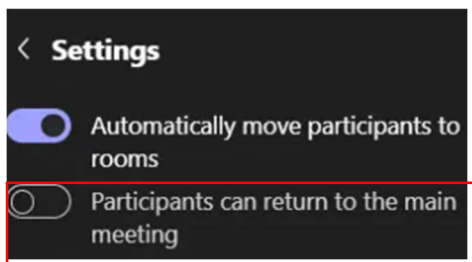 Settings
Automatically move participants to
rooms
Participants can return to the main
meeting